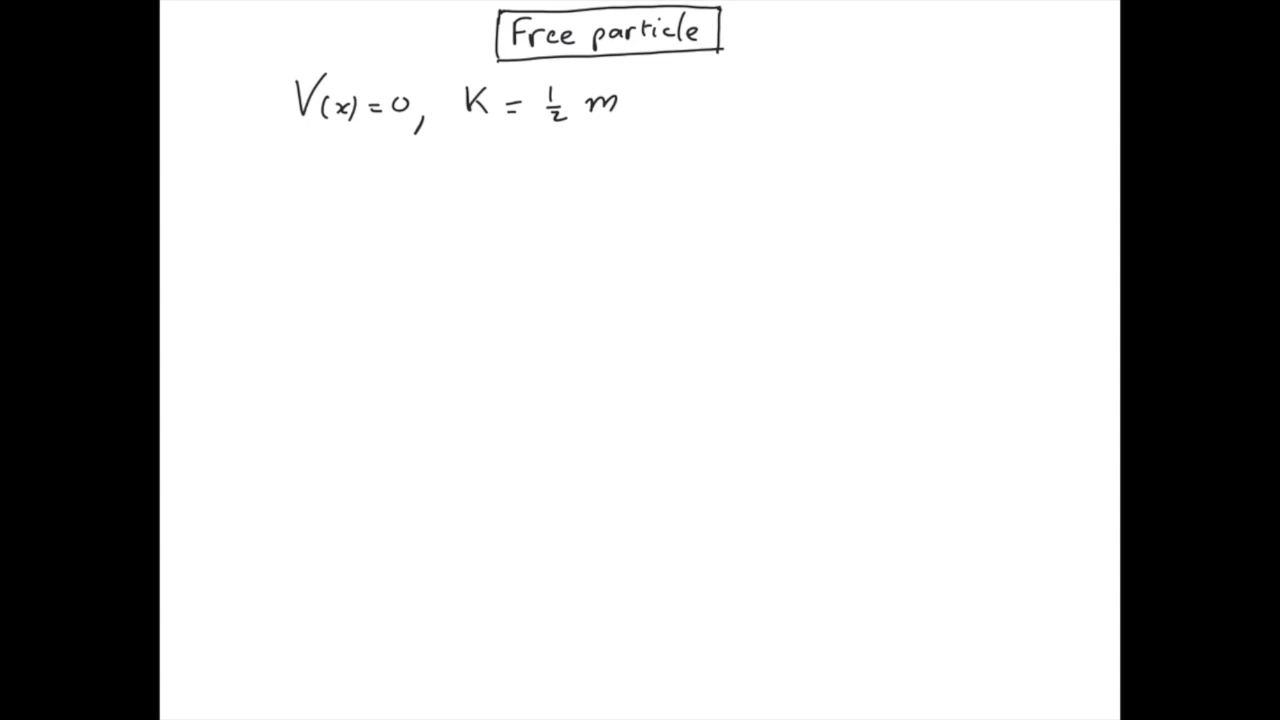 Free particle
V(x) = 0, K = 1/2 m